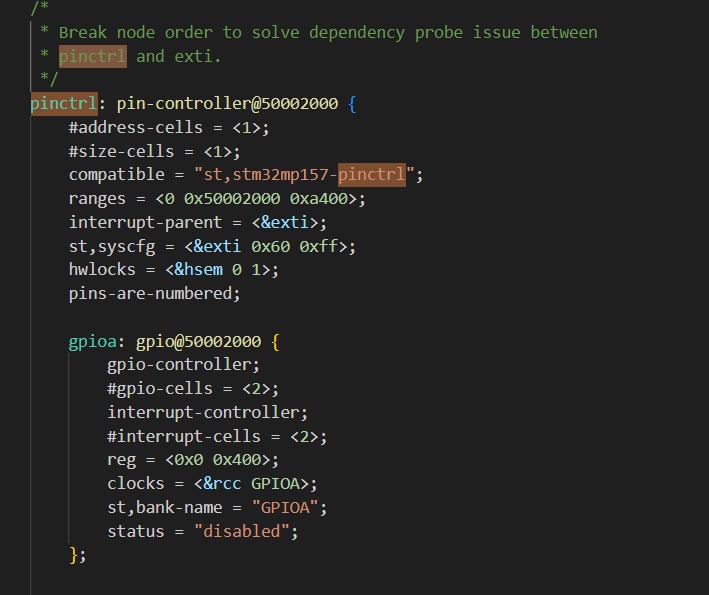 /*
* Break node order to solve dependency probe issue between
* pinctrl and exti.
*/
pinctrl: pin-controller@50002000 {
#address-cells = <1>;
#size-cells = <1>;
compatible = "st,stm32mp157-pinctrl";
ranges = <0 0x50002000 0xa400>;
interrupt-parent = <&exti>;
st,syscfg = <&exti 0x60 0xff>;
hwlocks = <&hsem 0 1>;
pins-are-numbered;
gpioa: gpio@50002000 {
gpio-controller;
#gpio-cells = <2>;
interrupt-controller;
#interrupt-cells = <2>;
reg = <0x0 0x400>;
clocks = <&rcc GPIOA>;
st,bank-name = "GPIOA";
status = "disabled";
};